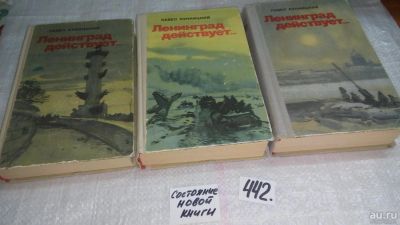 ПАВЕЛ ЛУКНИЦКИЙ
Ленинград
действует...
ПАВЕЛ ЛУКНИЦКИЙ
Ленинград
действует...
ПАВЕЛ ЛУКНИЦКИЙ
Ленинград
действует...
СОСТОЯНИЕ
НОВОЙ
КНИГИ
442.
au.ru